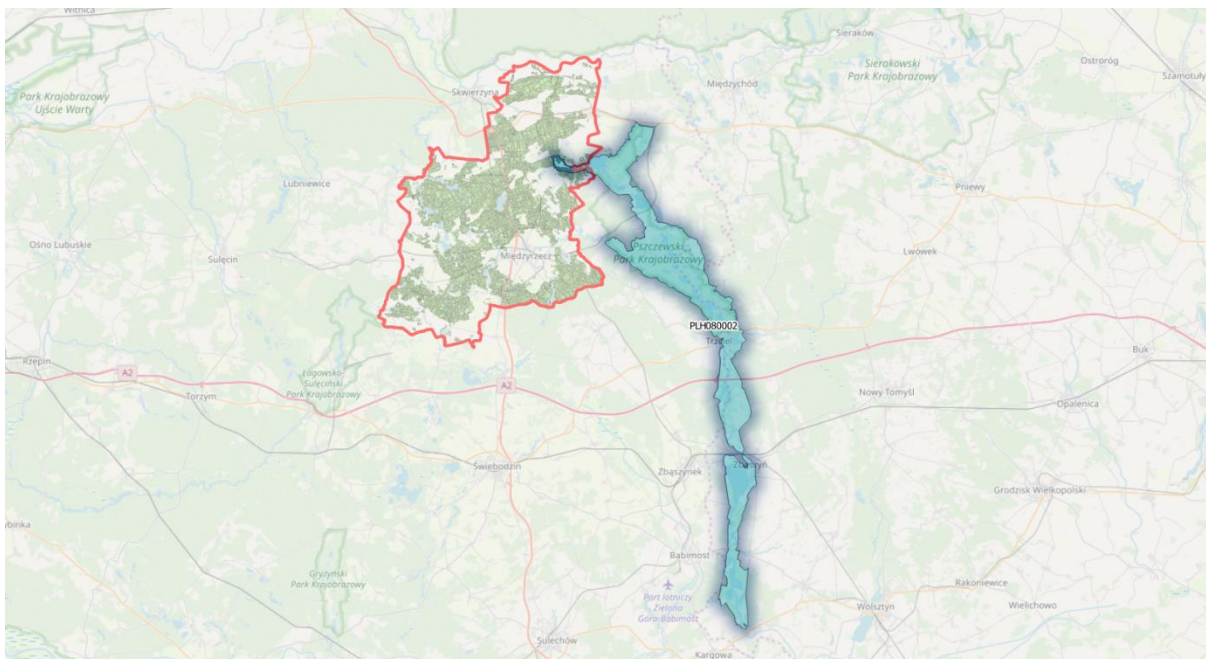 Witnica
Sieraków
Ostroróg
Sierakowski
Park Krajobrazowy
Szamotuły
Międzychód
Skwierzyna
Park Krajobrazowy
Ujście Warty
Lubniewice
Pniewy
Ośno Lubuskie
Sulęcin
Międzyrzecz
Pszczewski
Park Krajobrazowy
Lwówek
PLH080002
Trzciel
Rzepin
A2
Buk
Łagowsko-
Sulęciński
Park Krajobrazowy
Torzym
A2
Nowy Tomyśl
Opalenica
Świebodzin
Zbąszynek
Zbąszyń
Grodzisk Wielkopolski
ybinka
Babimost
Gryżyński
Park Krajobrazowy
Port lotniczy
Zielona
Góra-Babimost
Rakoniewice
Wolsztyn
Wielichowo
Sulechów
Kargowa